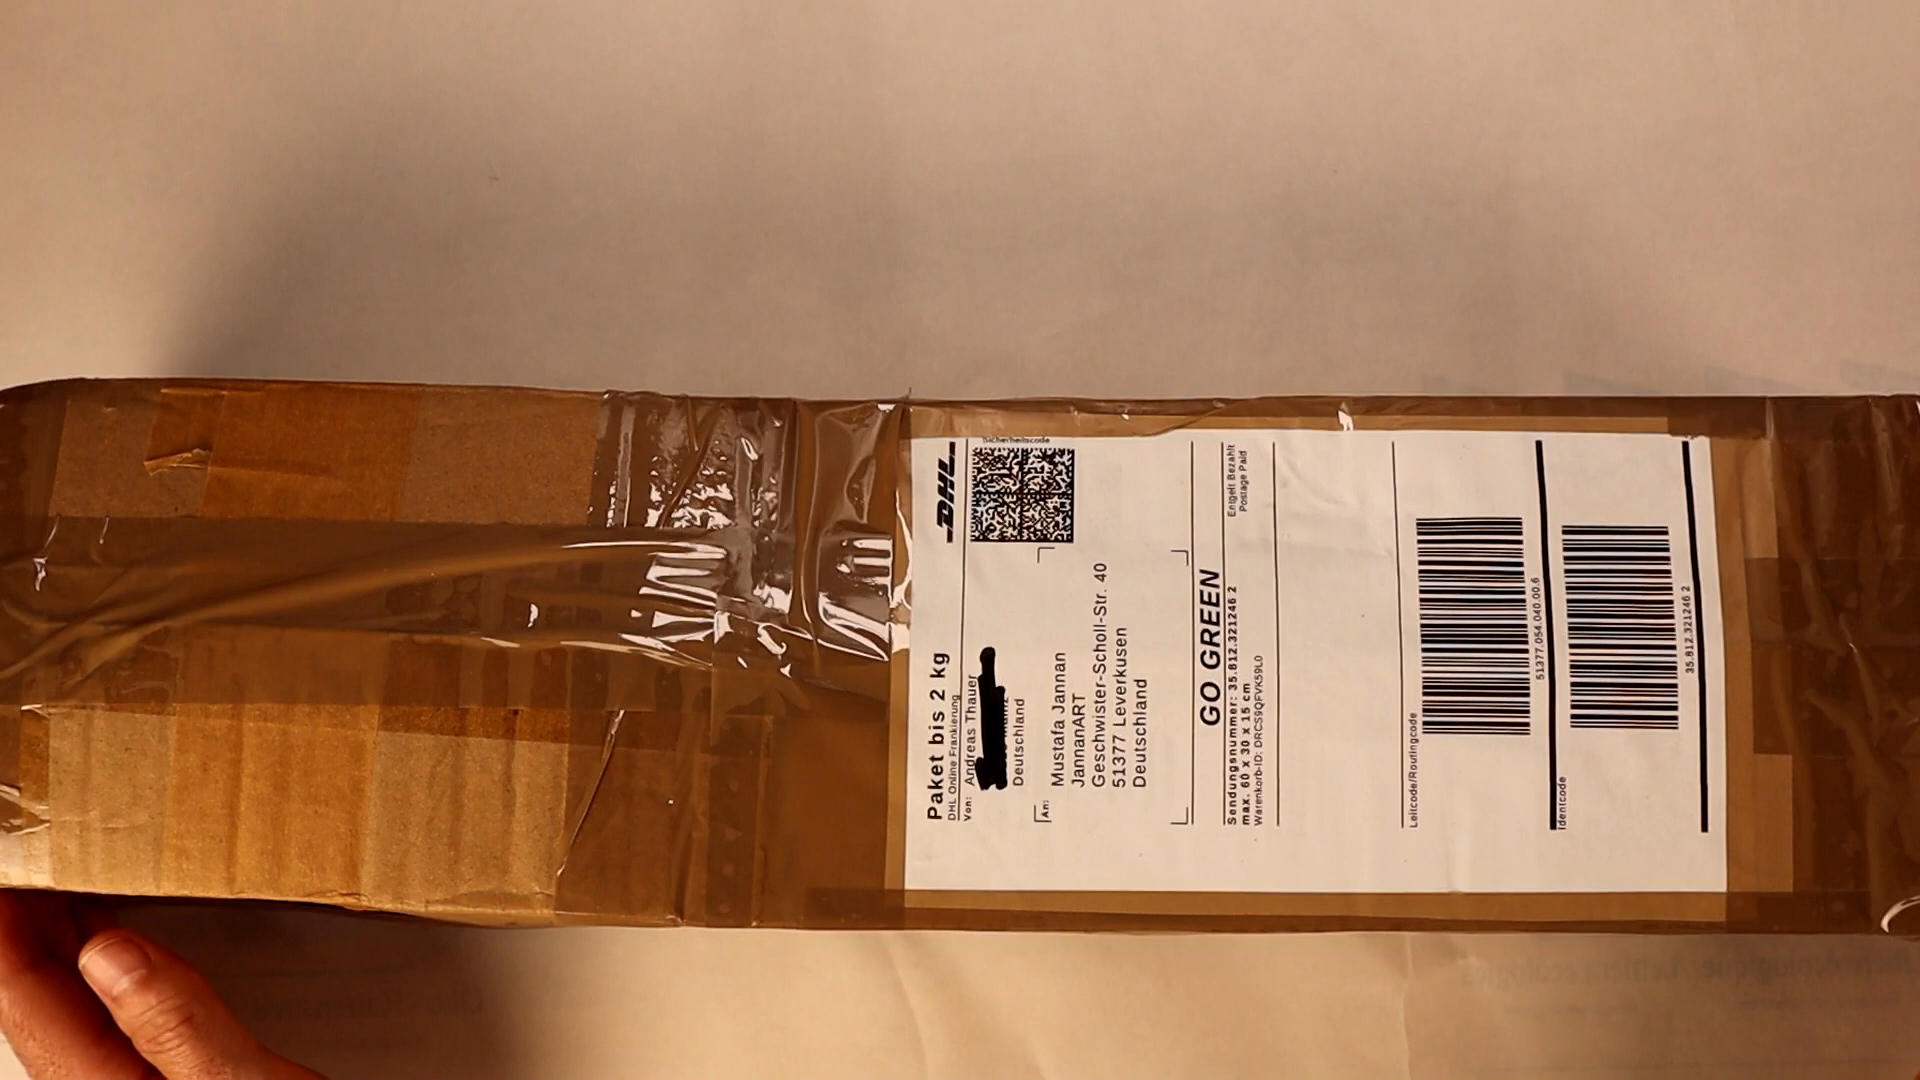 DHL
Sicherheitscode
Paket bis 2 kg
DHL Online Frankierung
Von: Andreas Thauer
Deutschland
An: Mustafa Jannan
JannanART
Geschwister-Scholl-Str. 40
51377 Leverkusen
Deutschland
GO GREEN
Entgelt Bezahlt
Postage Paid
Sendungsnummer: 35.812.321246 2
max. 60 x 30 x 15 cm
Warenkorb-ID: DRCS9QFVK59L0
Leitcode/Routingcode
51377.054.040.00.6
Identcode
35.812.321246 2